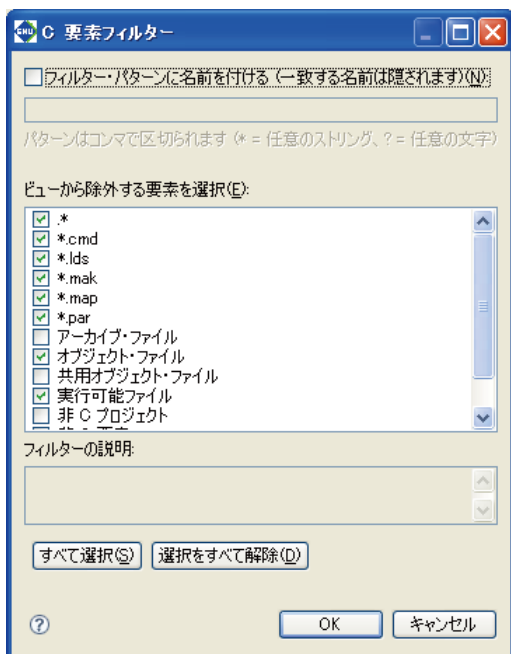 GNU C 要素フィルター
フィルター・パターンに名前を付ける (一致する名前は隠されます)(N):
パターンはコンマで区切られます (* = 任意のストリング、? = 任意の文字)
ビューから除外する要素を選択(E):
.*
*.cmd
*.lds
*.mak
*.map
*.par
アーカイブ・ファイル
オブジェクト・ファイル
共用オブジェクト・ファイル
実行可能ファイル
非 C プロジェクト
フィルターの説明:
すべて選択(S) 選択をすべて解除(D)
? OK キャンセル